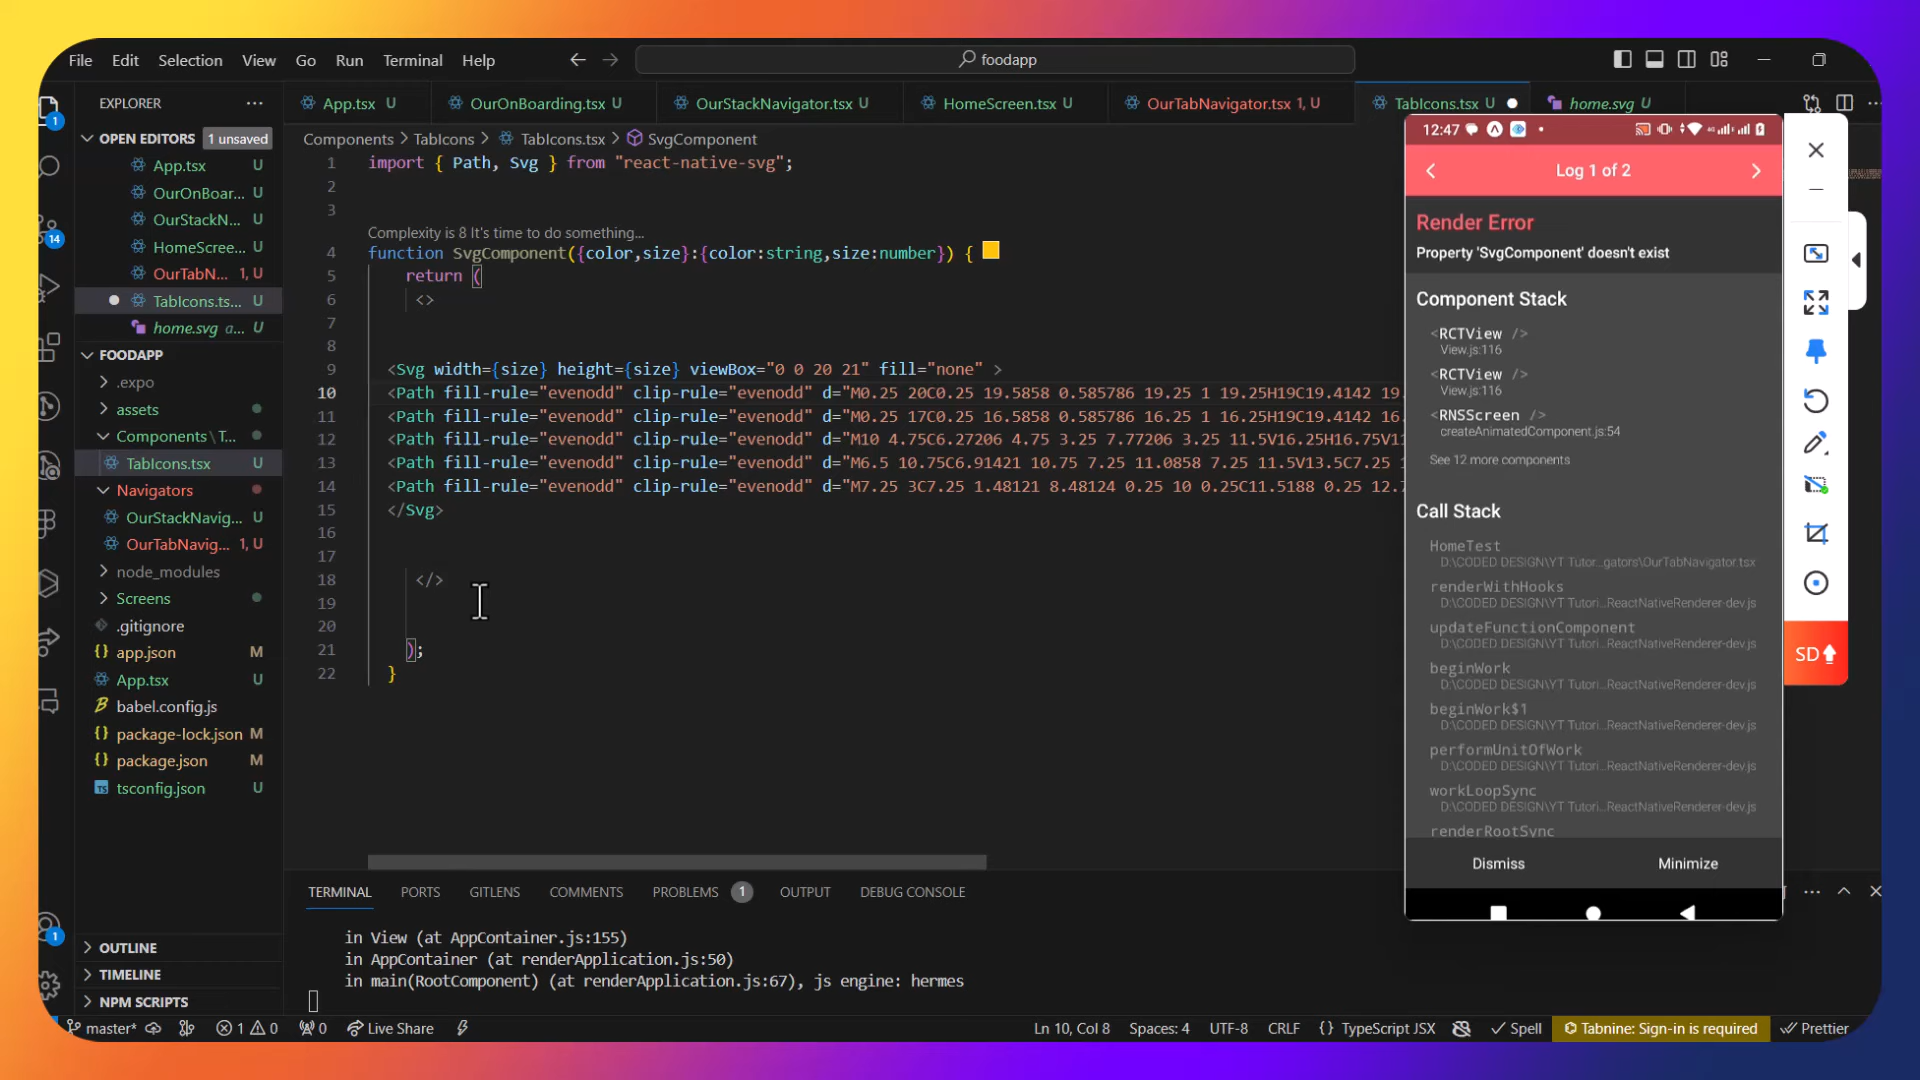 File Edit Selection View Go Run Terminal Help
foodapp
EXPLORER
App.tsx U
OurOnBoarding.tsx U
OurStackNavigator.tsx U
HomeScreen.tsx U
OurTabNavigator.tsx 1, U
TabIcons.tsx U
home.svg U
OPEN EDITORS 1 unsaved
App.tsx U
OurOnBoar... U
OurStackN... U
HomeScree... U
OurTabN... 1, U
TabIcons.ts... U
home.svg a... U
FOODAPP
.expo
assets
Components \ T...
TabIcons.tsx U
Navigators
OurStackNavig... U
OurTabNavig... 1, U
node_modules
Screens
.gitignore
app.json M
App.tsx U
babel.config.js
package-lock.json M
package.json M
tsconfig.json U
OUTLINE
TIMELINE
NPM SCRIPTS
1
14
1
Components > TabIcons > TabIcons.tsx > SvgComponent
1 import { Path, Svg } from "react-native-svg";
2
3
Complexity is 8 It's time to do something...
4 function SvgComponent({color,size}:{color:string,size:number}) {
5 return (
6 <>
7
8
9 <Svg width={size} height={size} viewBox="0 0 20 21" fill="none" >
10 <Path fill-rule="evenodd" clip-rule="evenodd" d="M0.25 20C0.25 19.5858 0.585786 19.25 1 19.25H19C19.4142 19.
11 <Path fill-rule="evenodd" clip-rule="evenodd" d="M0.25 17C0.25 16.5858 0.585786 16.25 1 16.25H19C19.4142 16.
12 <Path fill-rule="evenodd" clip-rule="evenodd" d="M10 4.75C6.27206 4.75 3.25 7.77206 3.25 11.5V16.25H16.75V11
13 <Path fill-rule="evenodd" clip-rule="evenodd" d="M6.5 10.75C6.91421 10.75 7.25 11.0858 7.25 11.5V13.5C7.25 1
14 <Path fill-rule="evenodd" clip-rule="evenodd" d="M7.25 3C7.25 1.48121 8.48124 0.25 10 0.25C11.5188 0.25 12.7
15 </Svg>
16
17
18 </>
19
20
21 );
22 }
TERMINAL PORTS GITLENS COMMENTS PROBLEMS 1 OUTPUT DEBUG CONSOLE
in View (at AppContainer.js:155)
in AppContainer (at renderApplication.js:50)
in main(RootComponent) (at renderApplication.js:67), js engine: hermes
12:47
Log 1 of 2
Render Error
Property 'SvgComponent' doesn't exist
Component Stack
<RCTView />
View.js:116
<RCTView />
View.js:116
<RNSScreen />
createAnimatedComponent.js:54
See 12 more components
Call Stack
HomeTest
D:\CODED DESIGN\YT Tutor...gators\OurTabNavigator.tsx
renderWithHooks
D:\CODED DESIGN\YT Tutori...ReactNativeRenderer-dev.js
updateFunctionComponent
D:\CODED DESIGN\YT Tutori...ReactNativeRenderer-dev.js
beginWork
D:\CODED DESIGN\YT Tutori...ReactNativeRenderer-dev.js
beginWork$1
D:\CODED DESIGN\YT Tutori...ReactNativeRenderer-dev.js
performUnitOfWork
D:\CODED DESIGN\YT Tutori...ReactNativeRenderer-dev.js
workLoopSync
D:\CODED DESIGN\YT Tutori...ReactNativeRenderer-dev.js
renderRootSync
Dismiss Minimize
SD
master* 1 0 0 Live Share
Ln 10, Col 8 Spaces: 4 UTF-8 CRLF {} TypeScript JSX Spell Tabnine: Sign-in is required Prettier